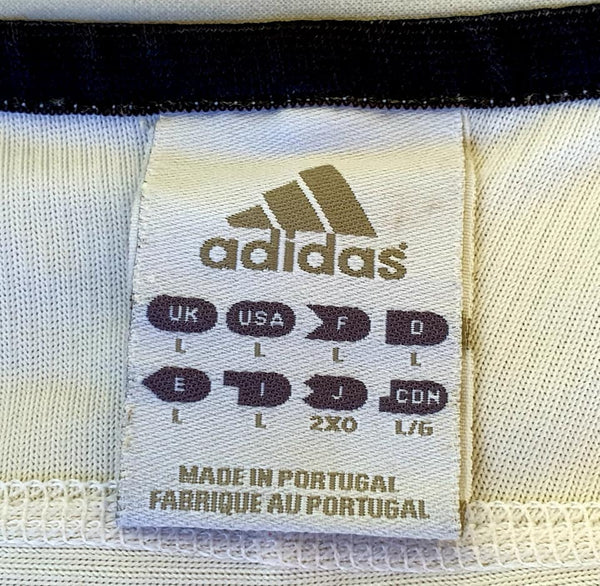 adidas
UK USA F D
L L L L
E I J CDN
L L 2XO L/G
MADE IN PORTUGAL
FABRIQUE AU PORTUGAL